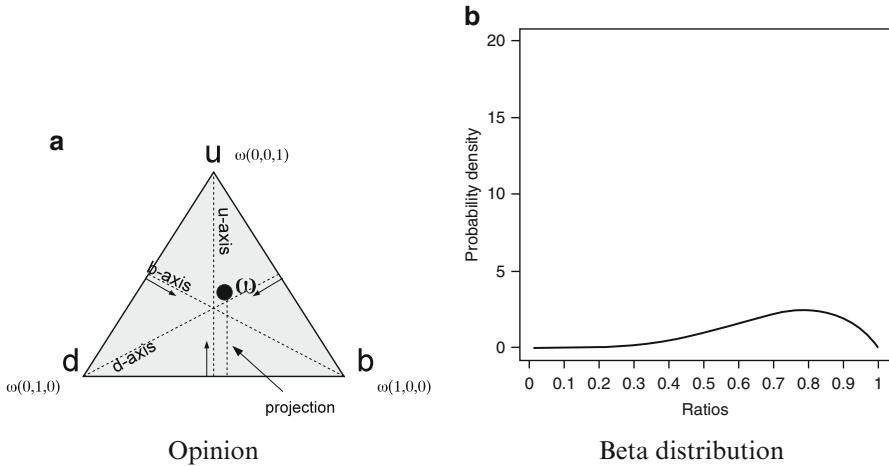 a
u ω(0,0,1)
u-axis
b-axis
ω
d-axis
d
b
ω(0,1,0)
ω(1,0,0)
projection
Opinion
b
Probability density
20
15
10
5
0
0 0.1 0.2 0.3 0.4 0.5 0.6 0.7 0.8 0.9 1
Ratios
Beta distribution